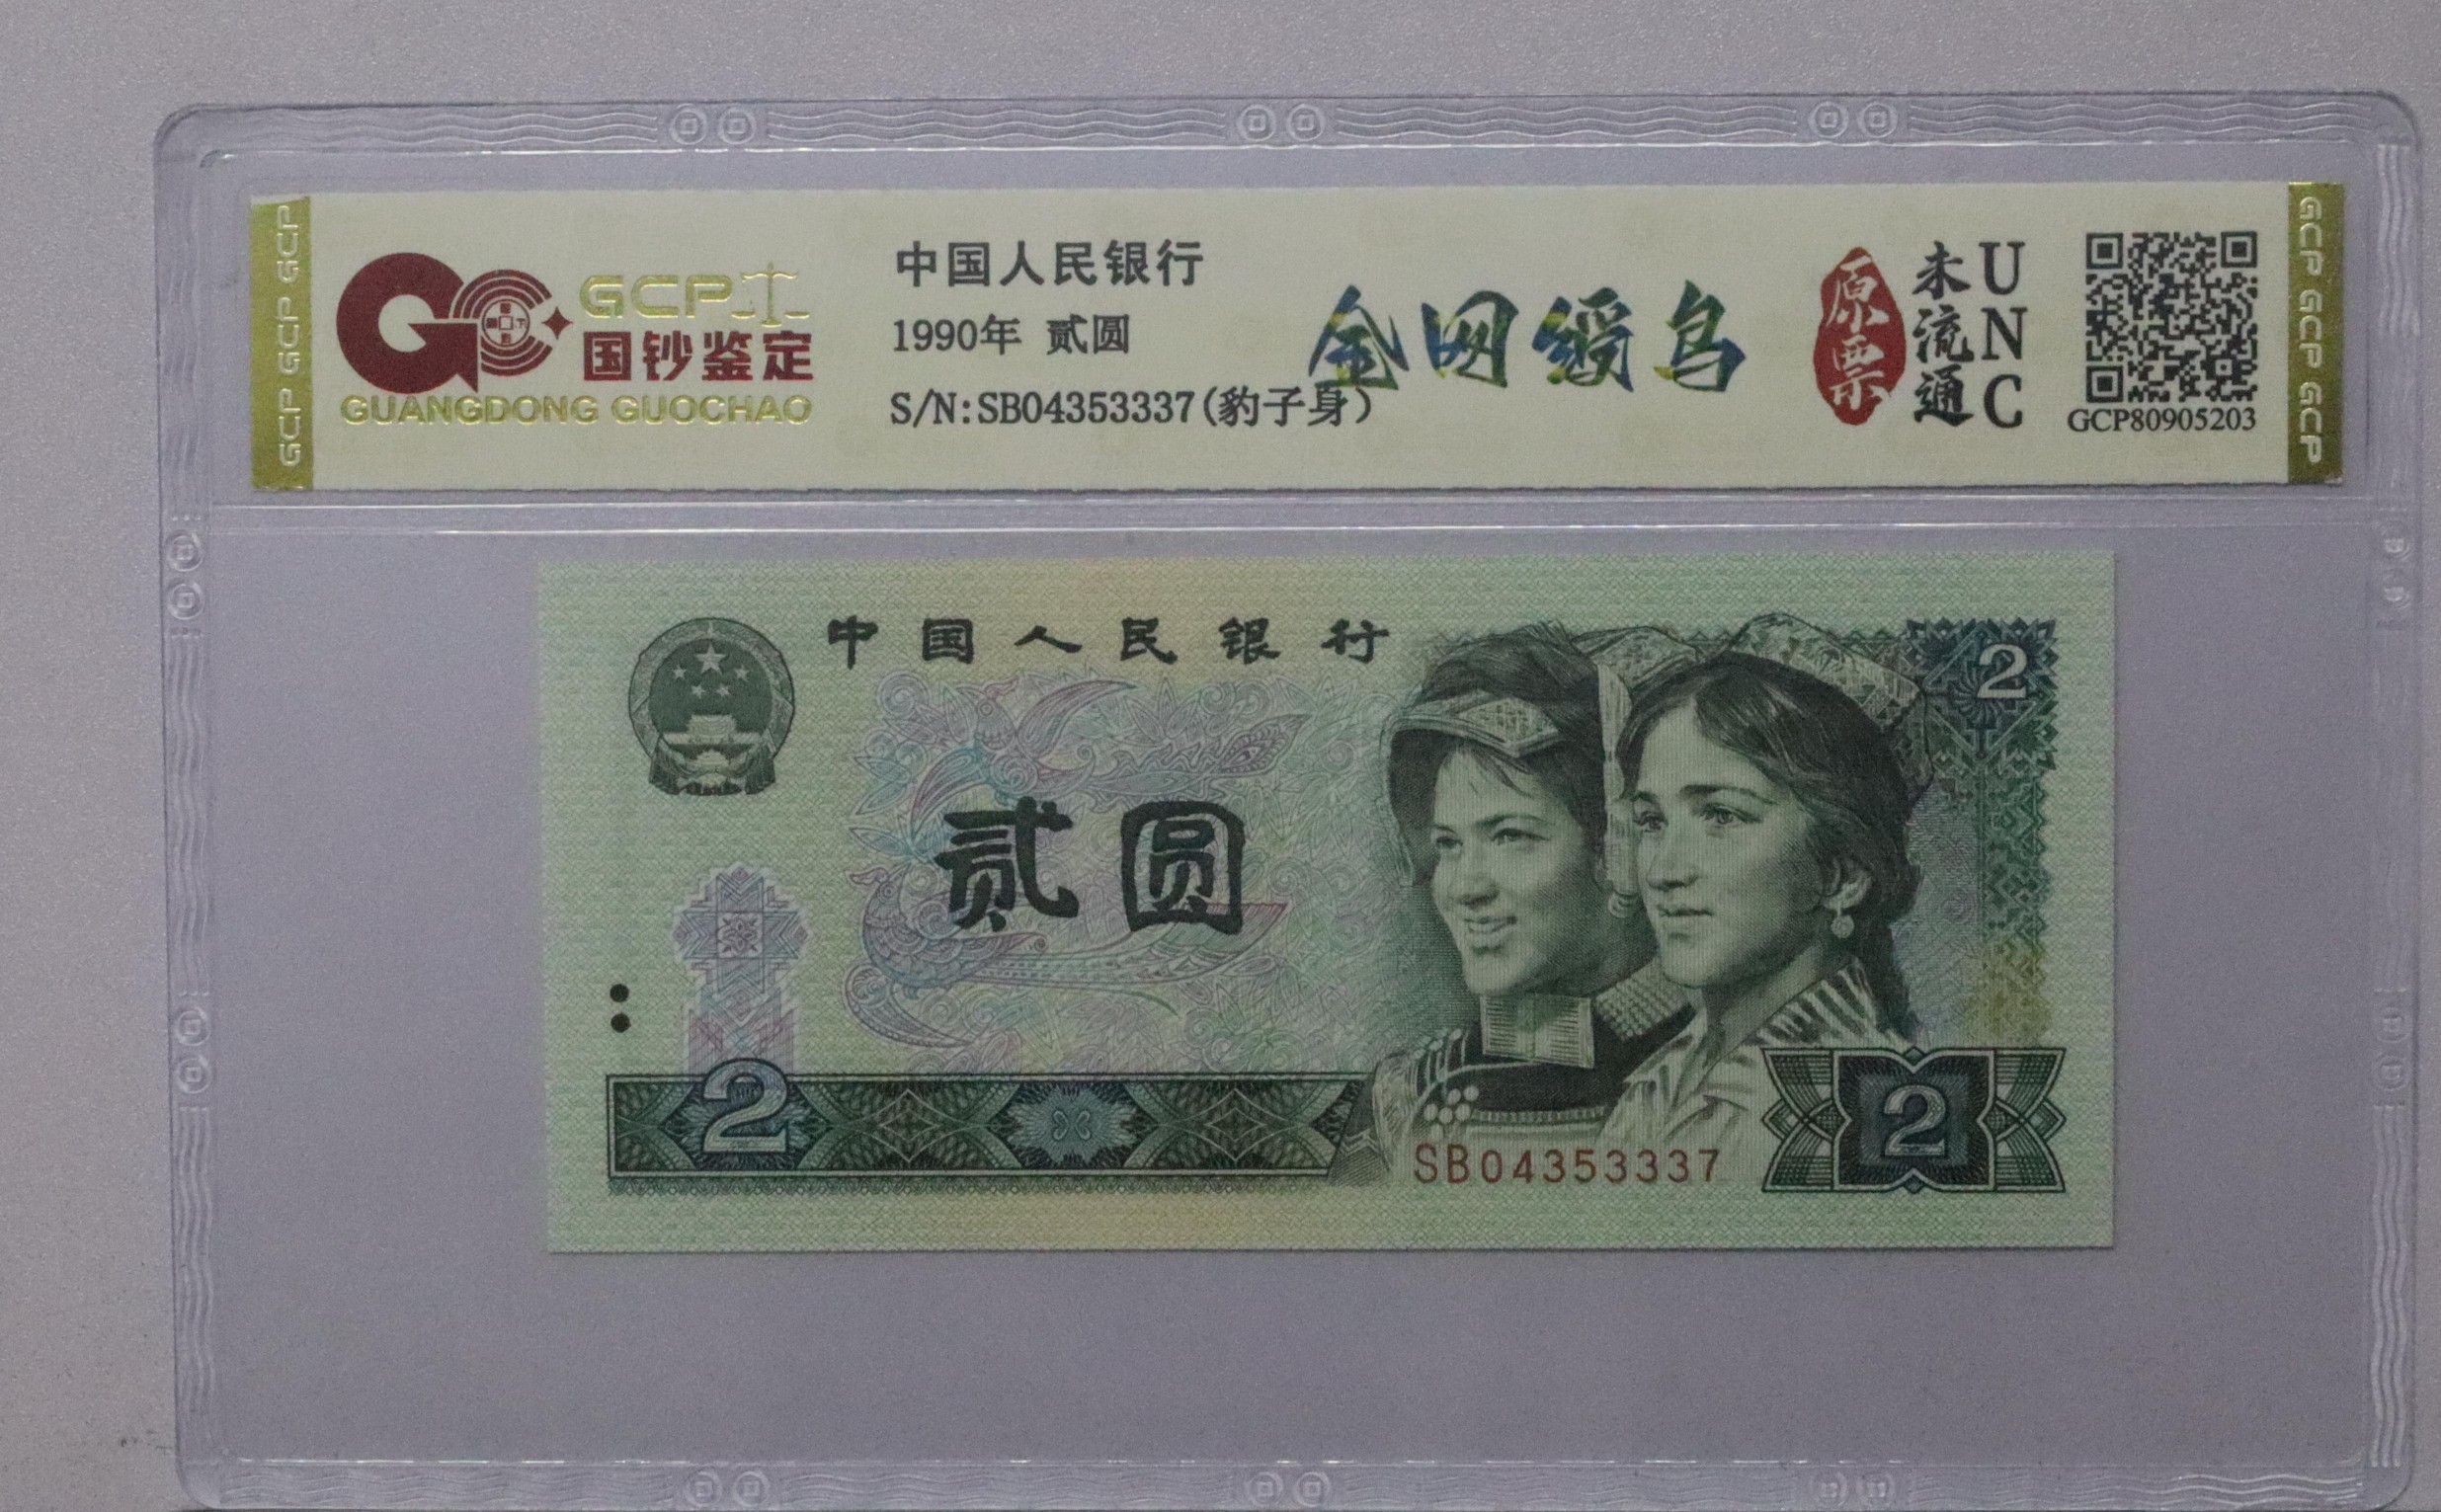 GCP GCP GCP
GCP
国钞鉴定
GUANGDONG GUOCHAO
中国人民银行
1990年 贰圆
S/N:SB04353337(豹子身)
金网绶鸟
原票
未流通
UNC
GCP80905203
GCP GCP GCP
中国人民银行
2
贰圆
2
2
SB04353337